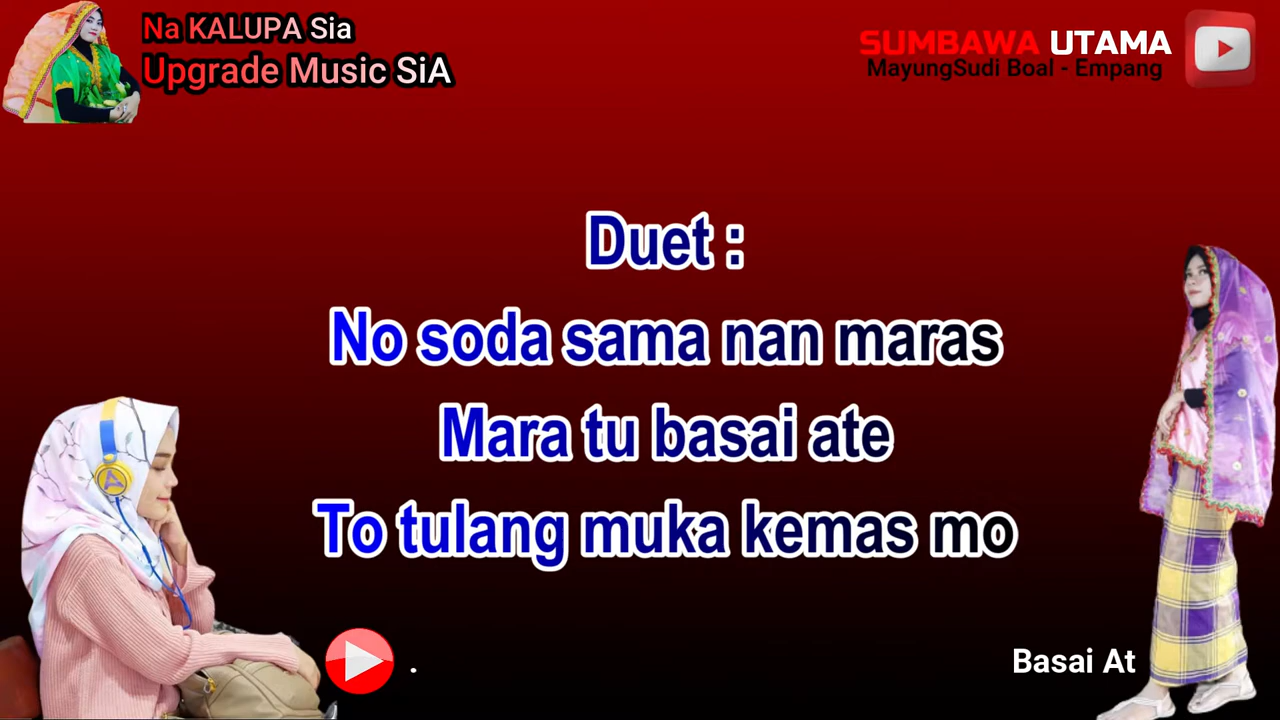 Na KALUPA Sia
Upgrade Music SiA
SUMBAWA UTAMA
MayungSudi Boal - Empang
Duet :
No soda sama nan maras
Mara tu basai ate
To tulang muka kemas mo
.
Basai At